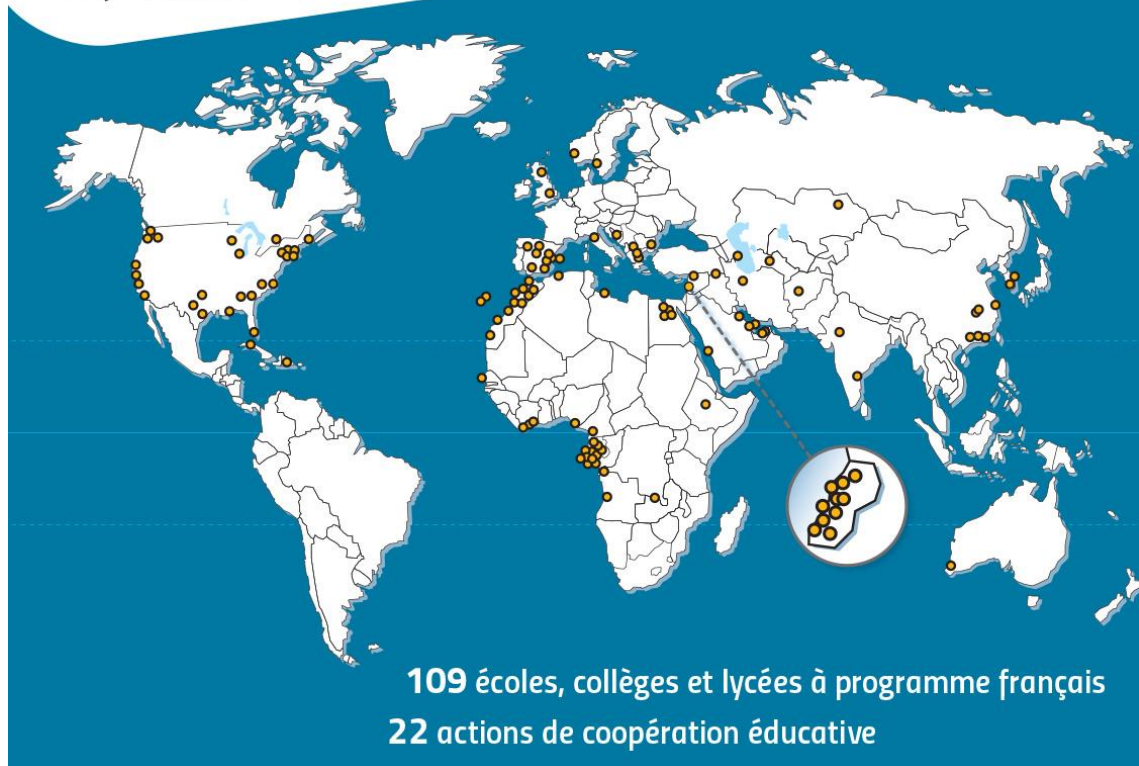 109 écoles, collèges et lycées à programme français
22 actions de coopération éducative